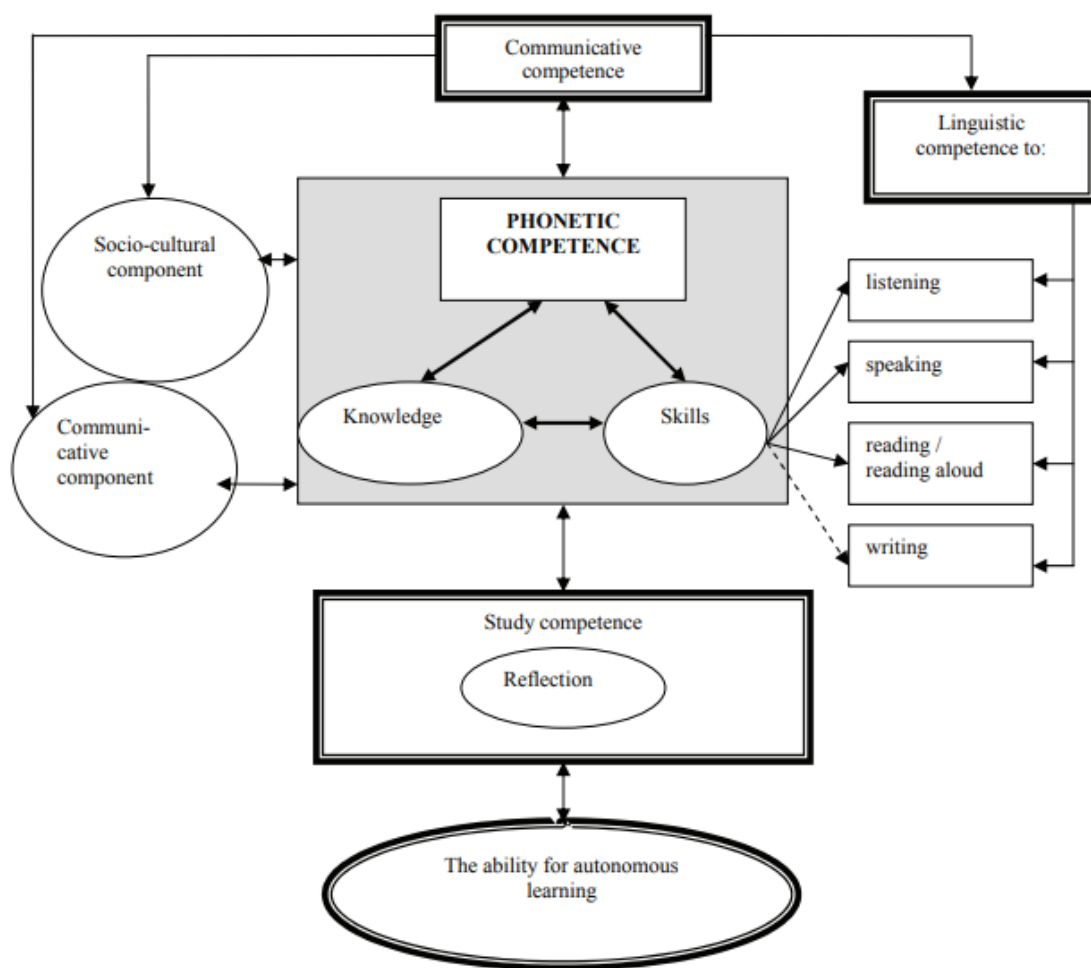 Communicative
competence
Linguistic
competence to:
PHONETIC
COMPETENCE
Socio-cultural
component
listening
speaking
Knowledge
Skills
Communi-
cative
component
reading /
reading aloud
writing
Study competence
Reflection
The ability for autonomous
learning